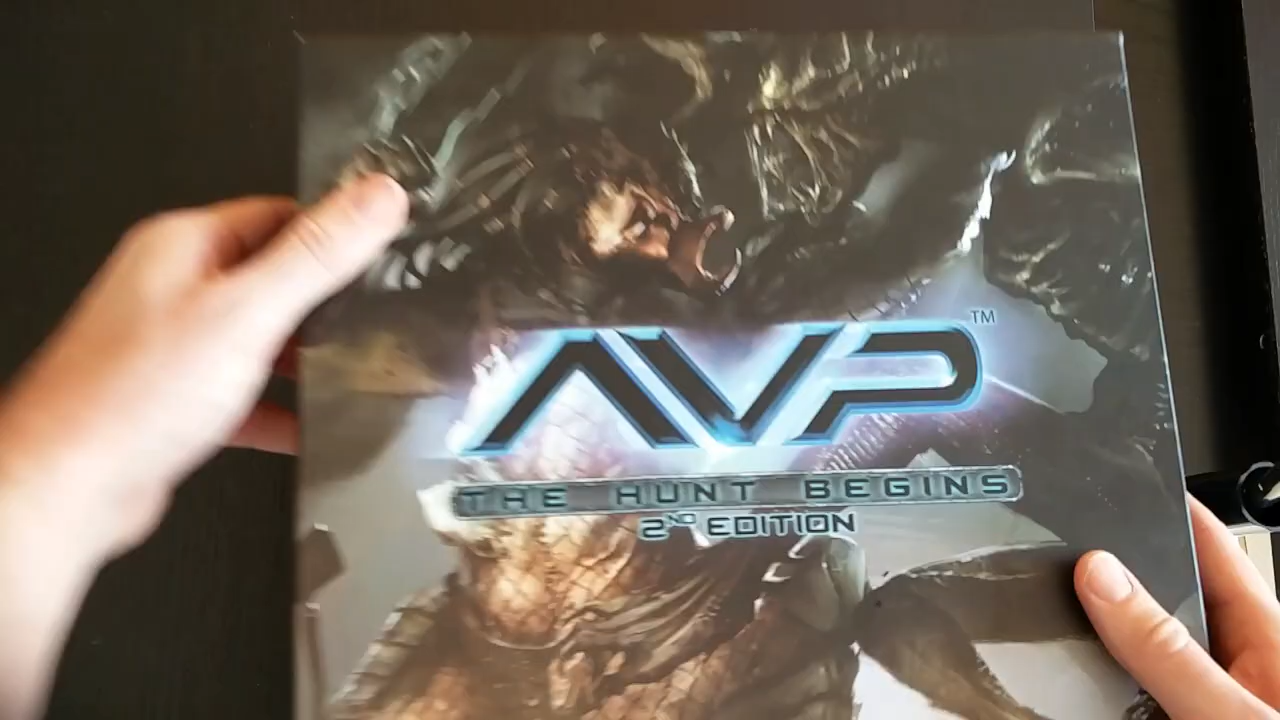 AVP™
THE HUNT BEGINS
2ND EDITION